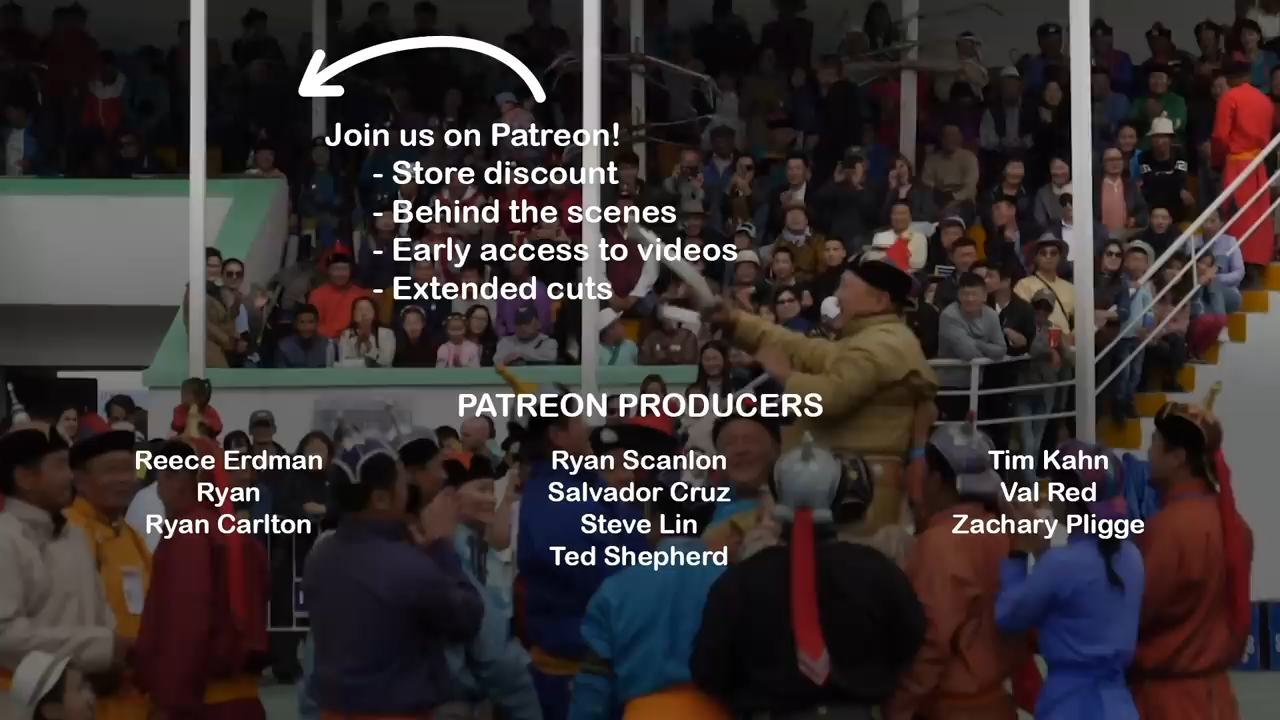 Join us on Patreon!
- Store discount
- Behind the scenes
- Early access to videos
- Extended cuts
PATREON PRODUCERS
Reece Erdman
Ryan
Ryan Carlton
Ryan Scanlon
Salvador Cruz
Steve Lin
Ted Shepherd
Tim Kahn
Val Red
Zachary Pligge